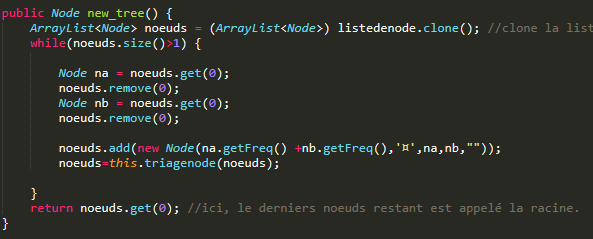 public Node new_tree() {
ArrayList<Node> noeuds = (ArrayList<Node>) listedenode.clone(); //clone la list
while(noeuds.size()>1) {
Node na = noeuds.get(0);
noeuds.remove(0);
Node nb = noeuds.get(0);
noeuds.remove(0);
noeuds.add(new Node(na.getFreq() +nb.getFreq(),'¤',na,nb,""));
noeuds=this.triagenode(noeuds);
}
return noeuds.get(0); //ici, le derniers noeuds restant est appelé la racine.
}